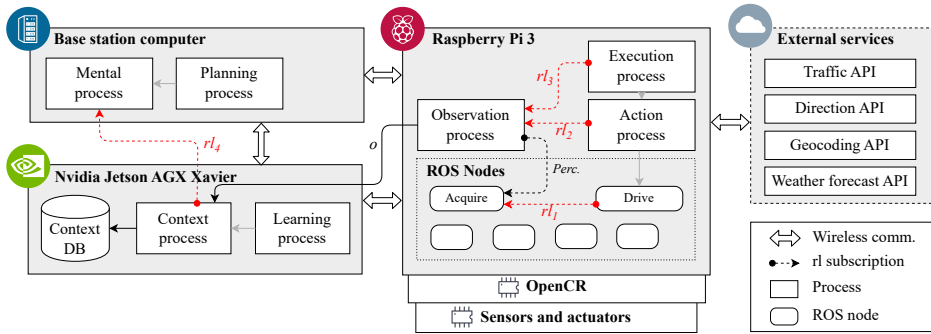 Base station computer
Mental
process
Planning
process
rl4
Nvidia Jetson AGX Xavier
Context
DB
Context
process
Learning
process
o
Raspberry Pi 3
Execution
process
rl3
Observation
process
rl2
Action
process
Perc.
ROS Nodes
Acquire
rl1
Drive
OpenCR
Sensors and actuators
External services
Traffic API
Direction API
Geocoding API
Weather forecast API
Wireless comm.
rl subscription
Process
ROS node